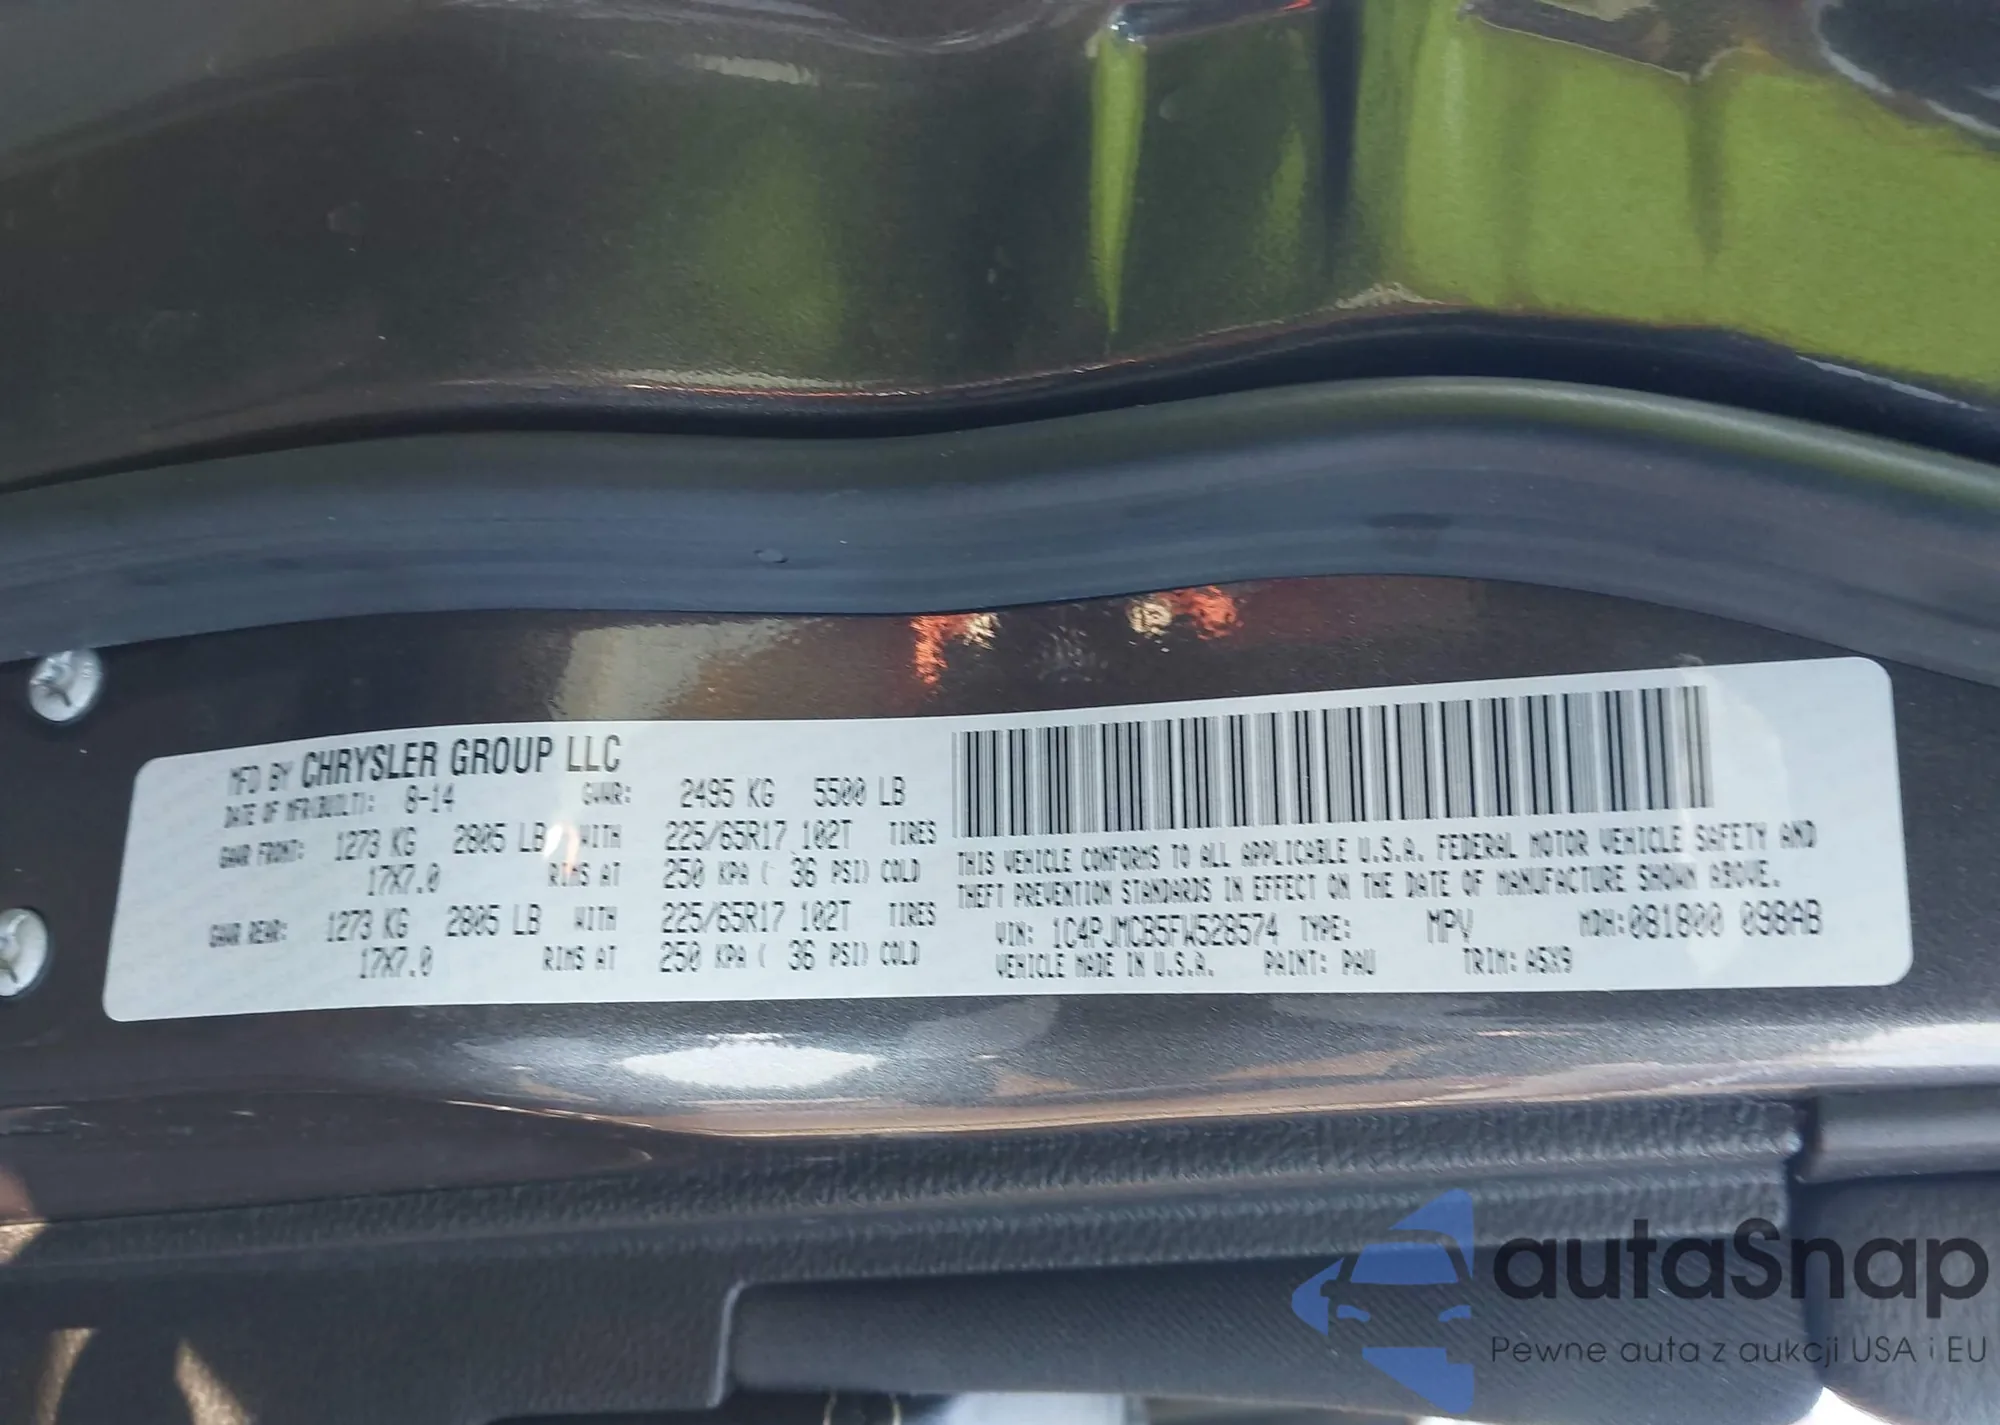 MFD BY CHRYSLER GROUP LLC
DATE OF MFR(BUILT): 8-14 GVWR: 2495 KG 5500 LB
GAWR FRONT: 1273 KG 2805 LB WITH 225/65R17 102T TIRES
17X7.0 RIMS AT 250 KPA ( 36 PSI) COLD
GAWR REAR: 1273 KG 2805 LB WITH 225/65R17 102T TIRES
17X7.0 RIMS AT 250 KPA ( 36 PSI) COLD
THIS VEHICLE CONFORMS TO ALL APPLICABLE U.S.A. FEDERAL MOTOR VEHICLE SAFETY AND
THEFT PREVENTION STANDARDS IN EFFECT ON THE DATE OF MANUFACTURE SHOWN ABOVE.
VIN: 1C4PJMCB5FW528574 TYPE: MPV MDH:081800 098AB
VEHICLE MADE IN U.S.A. PAINT: PAU TRIM: A5X9
autaSnap
Pewne auta z aukcji USA i EU